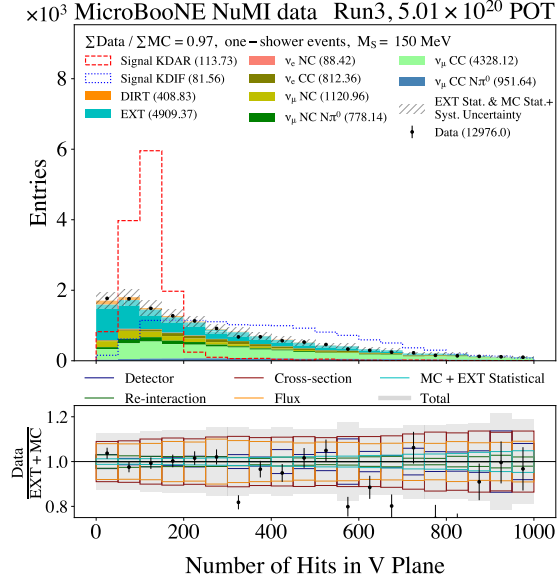 ×10³ MicroBooNE NuMI data Run3, 5.01 × 10²⁰ POT
∑Data / ∑MC = 0.97, one−shower events, M_S = 150 MeV
Signal KDAR (113.73)
Signal KDIF (81.56)
DIRT (408.83)
EXT (4909.37)
ν_e NC (88.42)
ν_e CC (812.36)
ν_μ NC (1120.96)
ν_μ NC Nπ⁰ (778.14)
ν_μ CC (4328.12)
ν_μ CC Nπ⁰ (951.64)
EXT Stat. & MC Stat.+
Syst. Uncertainty
Data (12976.0)
Entries
8
6
4
2
0
Detector
Re-interaction
Cross-section
Flux
MC + EXT Statistical
Total
Data
EXT + MC
1.2
1.0
0.8
0 200 400 600 800 1000
Number of Hits in V Plane